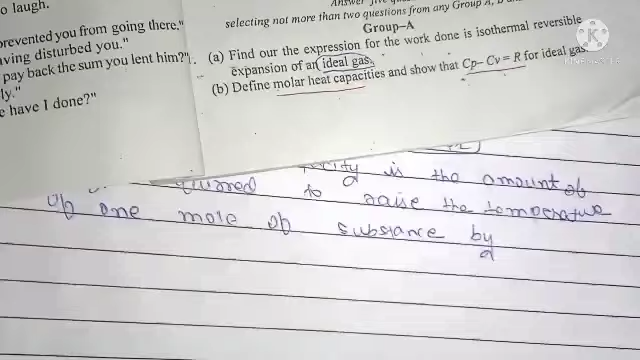 o laugh.
prevented you from going there."
aving disturbed you."
pay back the sum you lent him?".
ly."
e have I done?"
selecting not more than two questions from any Group A, B
Group–A
(a) Find our the expression for the work done is isothermal reversible
expansion of an ideal gas.
(b) Define molar heat capacities and show that Cp– Cv = R for ideal gas.
KINEMASTER
is the amount of
to raise the temperature
of one mole of substance by